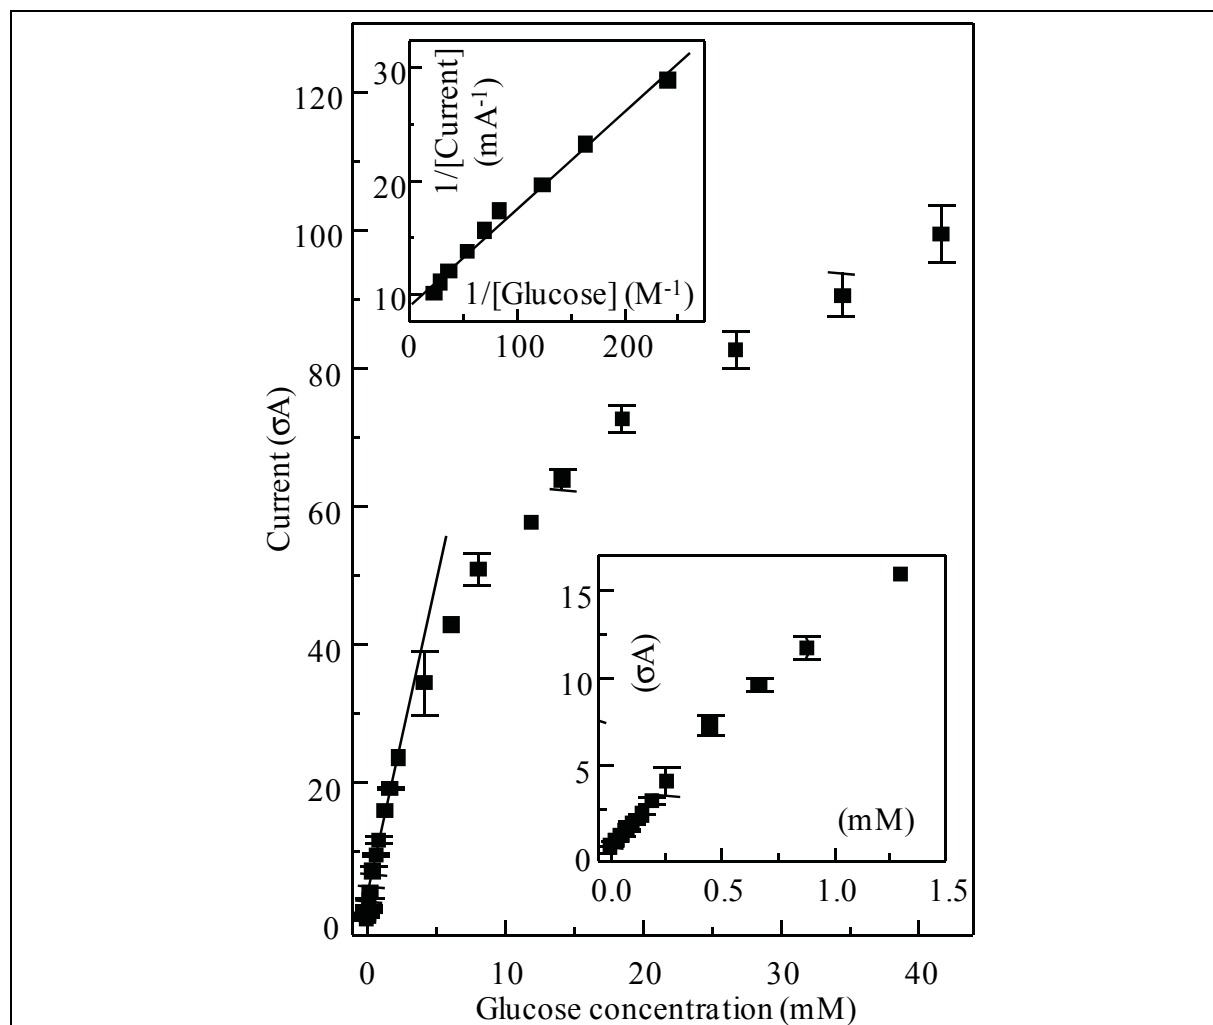 120
100
80
60
40
20
0
Current (σA)
0 10 20 30 40
Glucose concentration (mM)
30
20
10
1/[Current]
(mA⁻¹)
1/[Glucose] (M⁻¹)
0 100 200
15
10
5
0
(σA)
(mM)
0.0 0.5 1.0 1.5